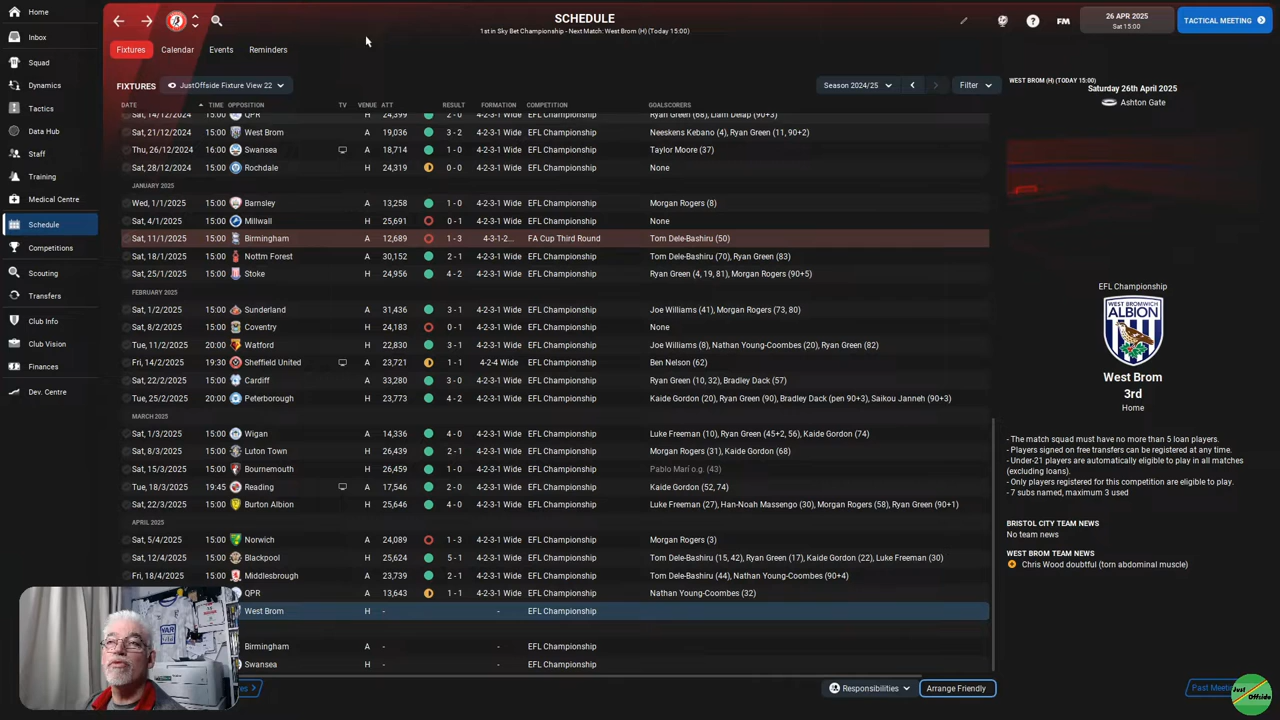 Home
SCHEDULE
1st in Sky Bet Championship - Next Match: West Brom (H) (Today 15:00)
FM
26 APR 2025
Sat 15:00
TACTICAL MEETING
Inbox
Squad
Dynamics
Tactics
Data Hub
Staff
Training
Medical Centre
Schedule
Competitions
Scouting
Transfers
Club Info
Club Vision
Finances
Dev. Centre
Fixtures Calendar Events Reminders
FIXTURES JustOffside Fixture View 22 Season 2024/25 Filter
DATE TIME OPPOSITION TV VENUE ATT RESULT FORMATION COMPETITION GOALSCORERS
Sat, 14/12/2024 15:00 QPR H 24,399 2 - 0 4-2-3-1 Wide EFL Championship Ryan Green (68), Liam Delap (90+3)
Sat, 21/12/2024 15:00 West Brom A 19,036 3 - 2 4-2-3-1 Wide EFL Championship Neeskens Kebano (4), Ryan Green (11, 90+2)
Thu, 26/12/2024 16:00 Swansea A 18,714 1 - 0 4-2-3-1 Wide EFL Championship Taylor Moore (37)
Sat, 28/12/2024 15:00 Rochdale H 24,319 0 - 0 4-2-3-1 Wide EFL Championship None
JANUARY 2025
Wed, 1/1/2025 15:00 Barnsley A 13,258 1 - 0 4-2-3-1 Wide EFL Championship Morgan Rogers (8)
Sat, 4/1/2025 15:00 Millwall H 25,691 0 - 1 4-2-3-1 Wide EFL Championship None
Sat, 11/1/2025 15:00 Birmingham A 12,689 1 - 3 4-3-1-2... FA Cup Third Round Tom Dele-Bashiru (50)
Sat, 18/1/2025 15:00 Nottm Forest A 30,152 2 - 1 4-2-3-1 Wide EFL Championship Tom Dele-Bashiru (70), Ryan Green (83)
Sat, 25/1/2025 15:00 Stoke H 24,956 4 - 2 4-2-3-1 Wide EFL Championship Ryan Green (4, 19, 81), Morgan Rogers (90+5)
FEBRUARY 2025
Sat, 1/2/2025 15:00 Sunderland A 31,436 3 - 1 4-2-3-1 Wide EFL Championship Joe Williams (41), Morgan Rogers (73, 80)
Sat, 8/2/2025 15:00 Coventry H 24,183 0 - 1 4-2-3-1 Wide EFL Championship None
Tue, 11/2/2025 20:00 Watford H 22,830 3 - 1 4-2-3-1 Wide EFL Championship Joe Williams (8), Nathan Young-Coombes (20), Ryan Green (82)
Fri, 14/2/2025 19:30 Sheffield United A 23,721 1 - 1 4-2-4 Wide EFL Championship Ben Nelson (62)
Sat, 22/2/2025 15:00 Cardiff A 33,280 3 - 0 4-2-3-1 Wide EFL Championship Ryan Green (10, 32), Bradley Dack (57)
Tue, 25/2/2025 20:00 Peterborough H 23,773 4 - 2 4-2-3-1 Wide EFL Championship Kaide Gordon (20), Ryan Green (90), Bradley Dack (pen 90+3), Saikou Janneh (90+3)
MARCH 2025
Sat, 1/3/2025 15:00 Wigan A 14,336 4 - 0 4-2-3-1 Wide EFL Championship Luke Freeman (10), Ryan Green (45+2, 56), Kaide Gordon (74)
Sat, 8/3/2025 15:00 Luton Town H 26,439 2 - 1 4-2-3-1 Wide EFL Championship Morgan Rogers (31), Kaide Gordon (68)
Sat, 15/3/2025 15:00 Bournemouth H 26,459 1 - 0 4-2-3-1 Wide EFL Championship Pablo Marí o.g. (43)
Tue, 18/3/2025 19:45 Reading A 17,546 2 - 0 4-2-3-1 Wide EFL Championship Kaide Gordon (52, 74)
Sat, 22/3/2025 15:00 Burton Albion H 25,646 4 - 0 4-2-3-1 Wide EFL Championship Luke Freeman (27), Han-Noah Massengo (30), Morgan Rogers (58), Ryan Green (90+1)
APRIL 2025
Sat, 5/4/2025 15:00 Norwich A 24,089 1 - 3 4-2-3-1 Wide EFL Championship Morgan Rogers (3)
Sat, 12/4/2025 15:00 Blackpool H 25,624 5 - 1 4-2-3-1 Wide EFL Championship Tom Dele-Bashiru (15, 42), Ryan Green (17), Kaide Gordon (22), Luke Freeman (30)
Fri, 18/4/2025 15:00 Middlesbrough A 23,739 2 - 1 4-2-3-1 Wide EFL Championship Tom Dele-Bashiru (44), Nathan Young-Coombes (90+4)
QPR A 13,643 1 - 1 4-2-3-1 Wide EFL Championship Nathan Young-Coombes (32)
West Brom H - - EFL Championship
Birmingham A - - EFL Championship
Swansea H - - EFL Championship
Responsibilities Arrange Friendly
WEST BROM (H) (TODAY 15:00)
Saturday 26th April 2025
Ashton Gate
EFL Championship
WEST BROMWICH
ALBION
West Brom
3rd
Home
- The match squad must have no more than 5 loan players.
- Players signed on free transfers can be registered at any time.
- Under-21 players are automatically eligible to play in all matches
(excluding loans).
- Only players registered for this competition are eligible to play.
- 7 subs named, maximum 3 used
BRISTOL CITY TEAM NEWS
No team news
WEST BROM TEAM NEWS
Chris Wood doubtful (torn abdominal muscle)
Just
Offside
VAR